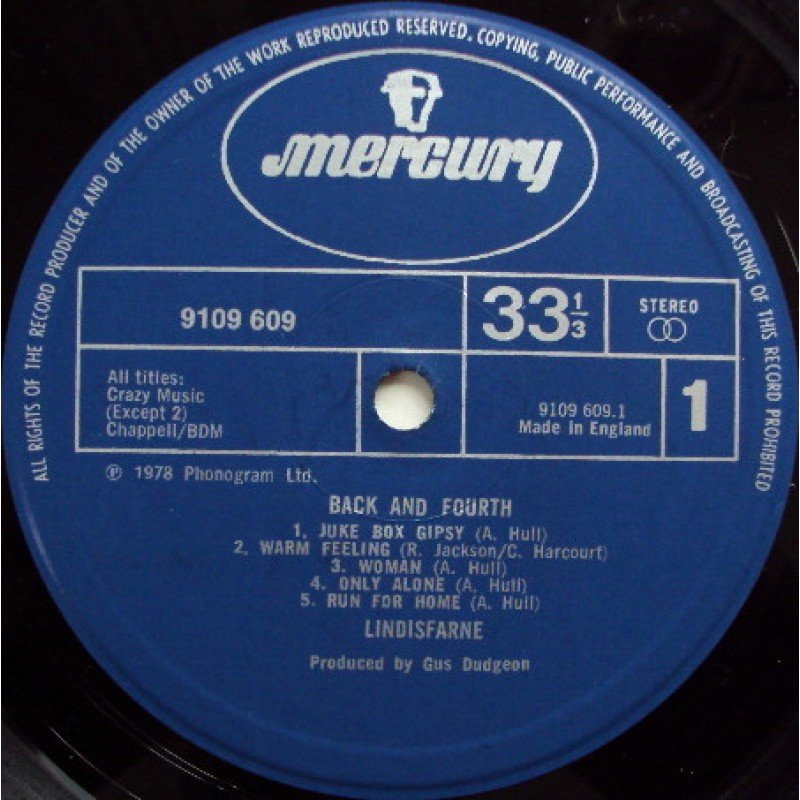 ALL RIGHTS OF THE RECORD PRODUCER AND OF THE OWNER OF THE WORK REPRODUCED RESERVED. COPYING, PUBLIC PERFORMANCE AND BROADCASTING OF THIS RECORD PROHIBITED
mercury
9109 609
33 1/3
STEREO
All titles:
Crazy Music
(Except 2)
Chappell/BDM
9109 609.1
Made in England
1
℗ 1978 Phonogram Ltd.
BACK AND FOURTH
1. JUKE BOX GIPSY (A. Hull)
2. WARM FEELING (R. Jackson/C. Harcourt)
3. WOMAN (A. Hull)
4. ONLY ALONE (A. Hull)
5. RUN FOR HOME (A. Hull)
LINDISFARNE
Produced by Gus Dudgeon